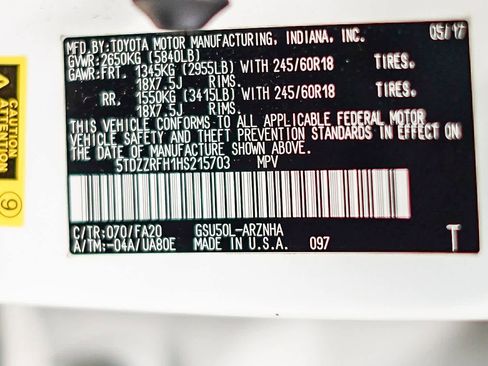 MFD.BY:TOYOTA MOTOR MANUFACTURING, INDIANA, INC. 05/17
GVWR:2650KG (5840LB)
GAWR:FRT. 1345KG (2955LB) WITH 245/60R18 TIRES.
18X7.5J RIMS.
RR. 1550KG (3415LB) WITH 245/60R18 TIRES.
18X7.5J RIMS.
THIS VEHICLE CONFORMS TO ALL APPLICABLE FEDERAL MOTOR
VEHICLE SAFETY AND THEFT PREVENTION STANDARDS IN EFFECT ON
THE DATE OF MANUFACTURE SHOWN ABOVE.
5TDZZRFH1HS215703 MPV
C/TR:070/FA20 GSU50L-ARZNHA
A/TM:-04A/UA80E MADE IN U.S.A. 097 T
CAUTION
ATTENTION
9